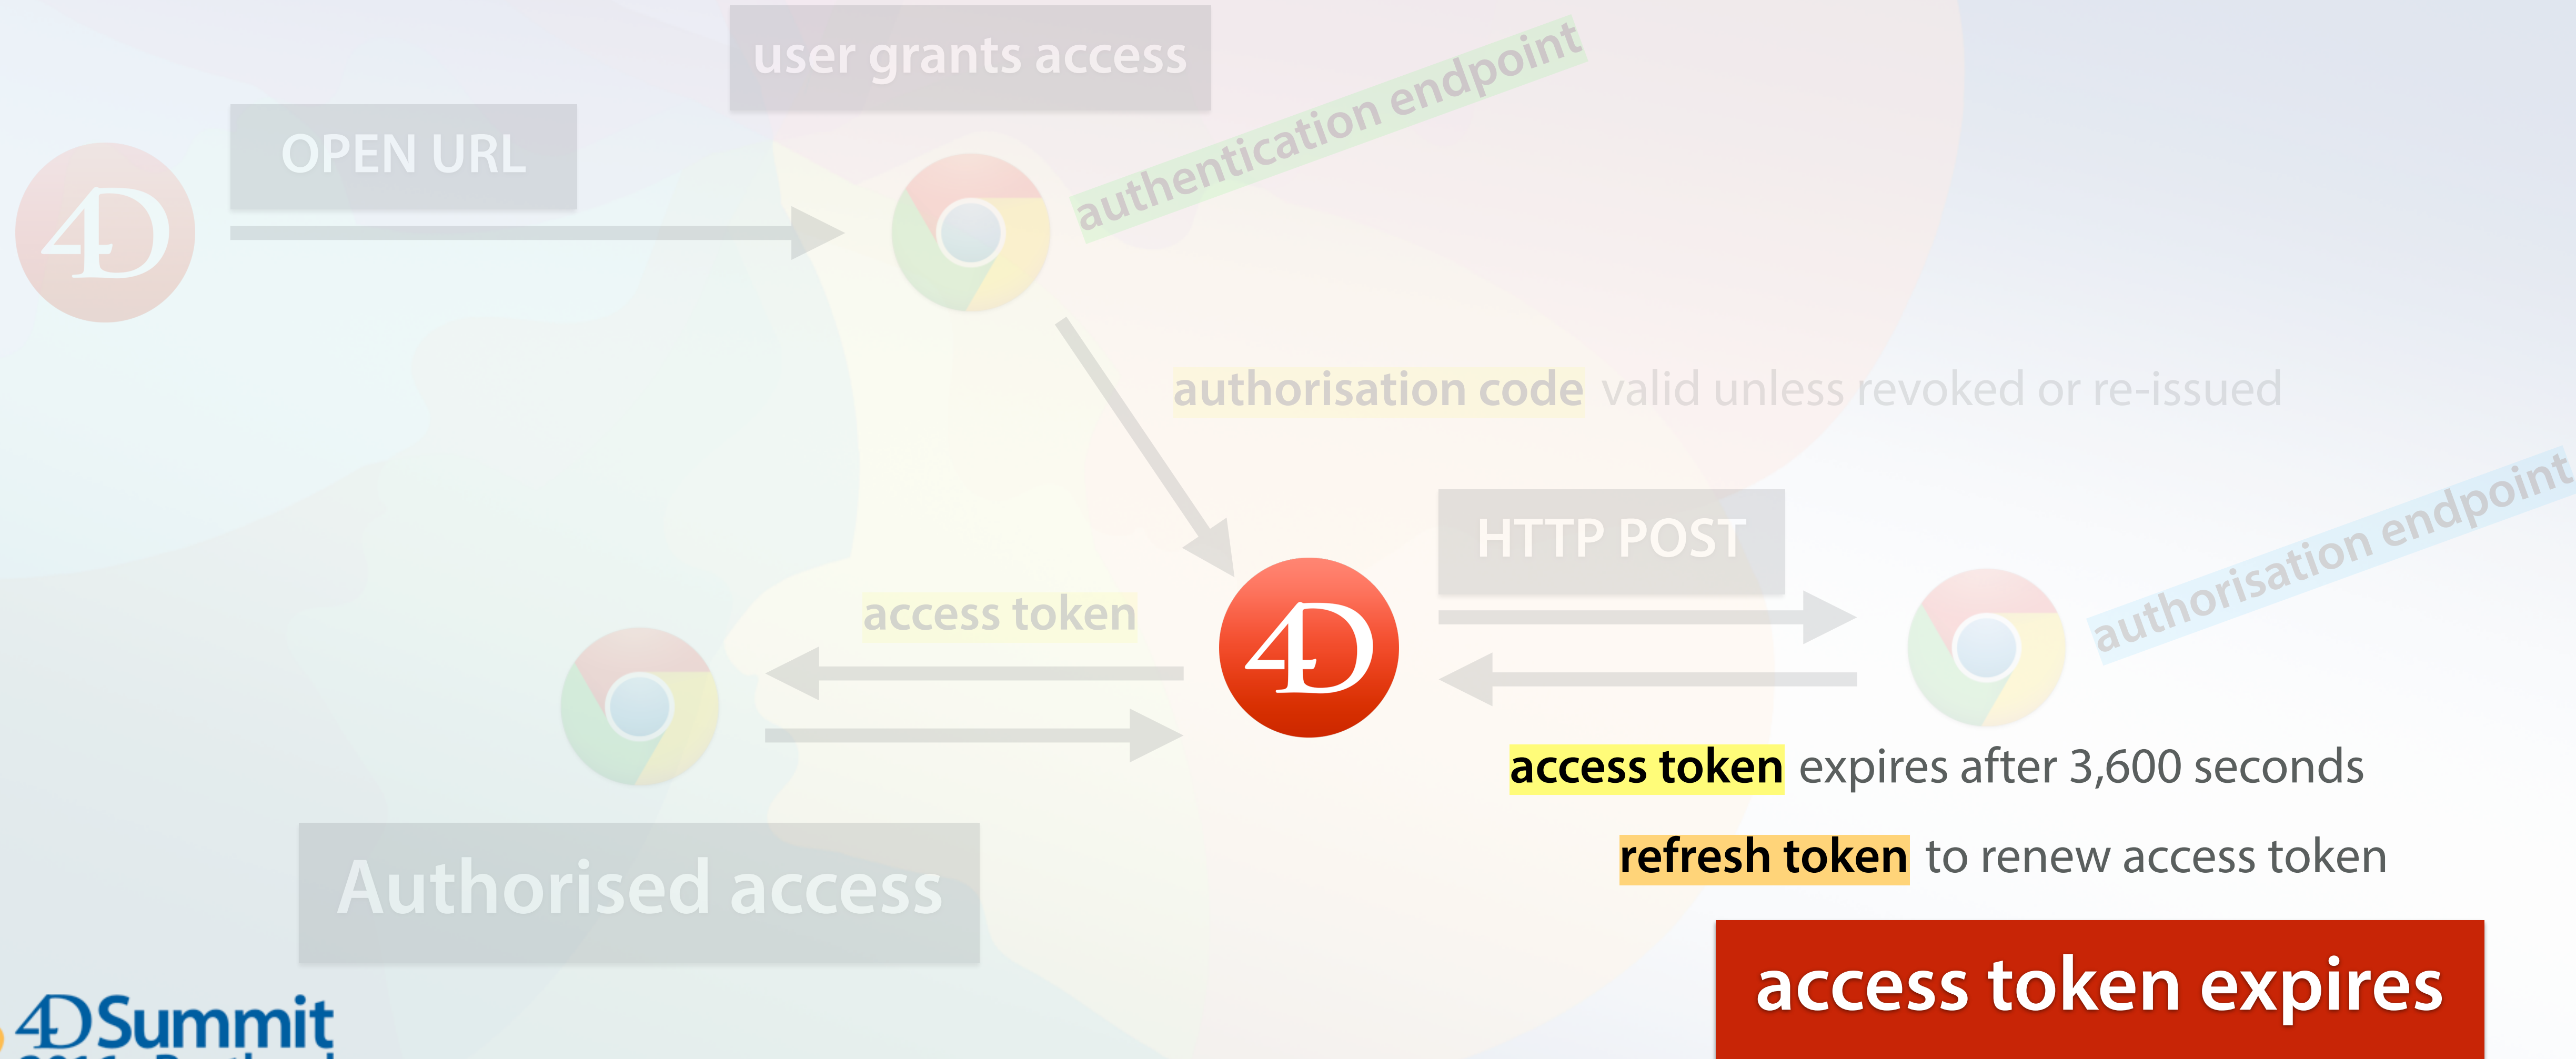 user grants access
authentication endpoint
OPEN URL
4D
authorisation code valid unless revoked or re-issued
HTTP POST
authorisation endpoint
access token
4D
access token expires after 3,600 seconds
refresh token to renew access token
Authorised access
access token expires
4D Summit